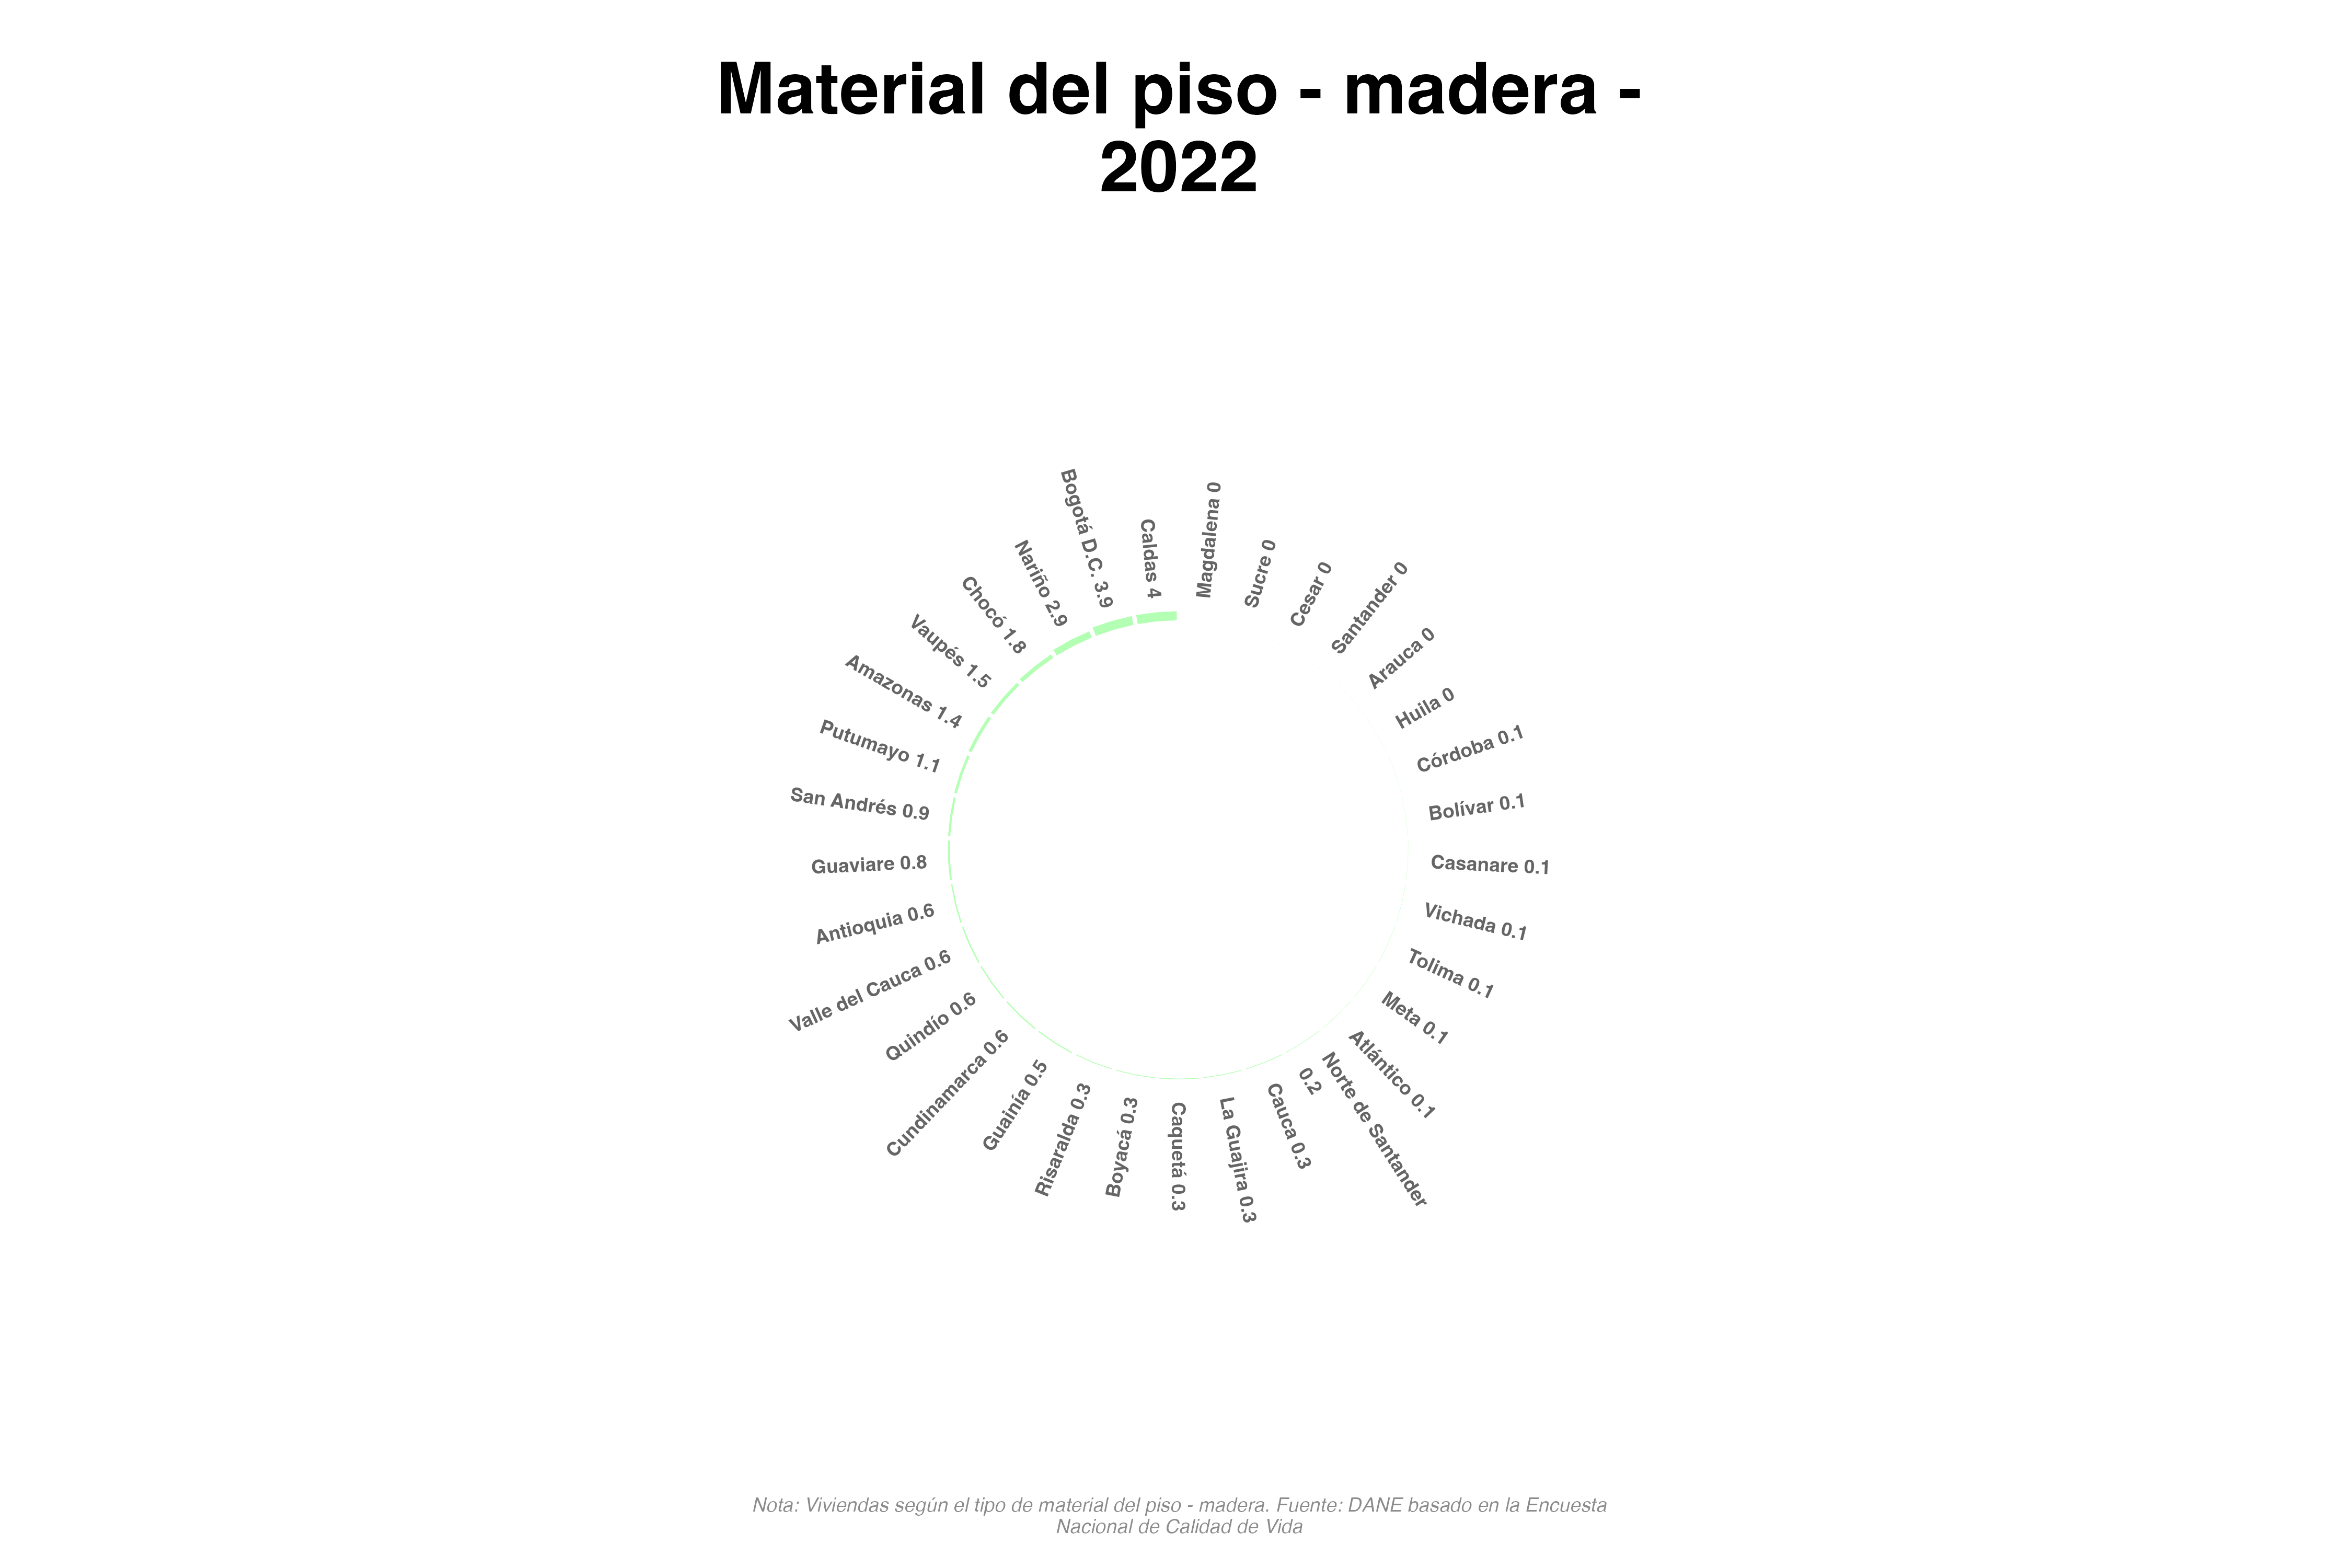 Material del piso - madera -
2022
Magdalena 0
Sucre 0
Cesar 0
Santander 0
Arauca 0
Huila 0
Córdoba 0.1
Bolívar 0.1
Casanare 0.1
Vichada 0.1
Tolima 0.1
Meta 0.1
Atlántico 0.1
Norte de Santander
0.2
Cauca 0.3
La Guajira 0.3
Caquetá 0.3
Boyacá 0.3
Risaralda 0.3
Guainía 0.5
Cundinamarca 0.6
Quindío 0.6
Valle del Cauca 0.6
Antioquia 0.6
Guaviare 0.8
San Andrés 0.9
Putumayo 1.1
Amazonas 1.4
Vaupés 1.5
Chocó 1.8
Nariño 2.9
Bogotá D.C. 3.9
Caldas 4
Nota: Viviendas según el tipo de material del piso - madera. Fuente: DANE basado en la Encuesta
Nacional de Calidad de Vida